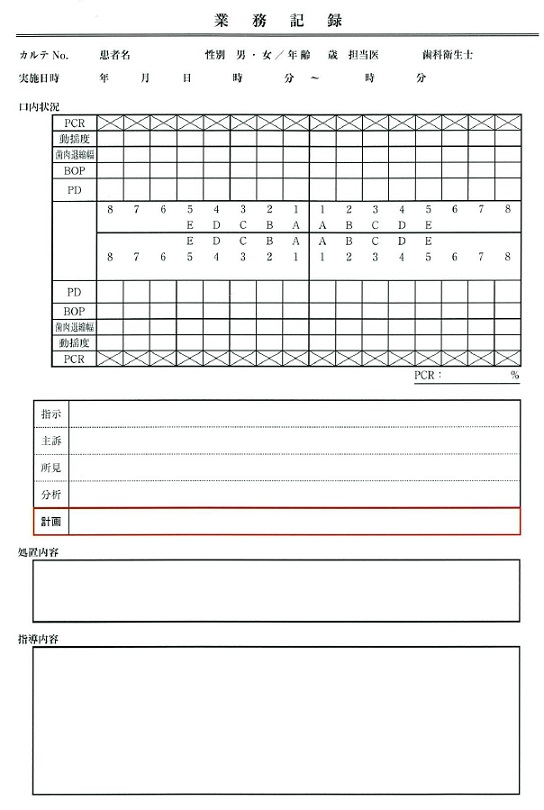 業務記録
カルテ No. 患者名 性別 男・女／年齢 歳 担当医 歯科衛生士
実施日時 年 月 日 時 分 ～ 時 分
口内状況
PCR
動揺度
歯肉退縮幅
BOP
PD
8 7 6 5 4 3 2 1 1 2 3 4 5 6 7 8
E D C B A A B C D E
E D C B A A B C D E
8 7 6 5 4 3 2 1 1 2 3 4 5 6 7 8
PD
BOP
歯肉退縮幅
動揺度
PCR
PCR： %
指示
主訴
所見
分析
計画
処置内容
指導内容